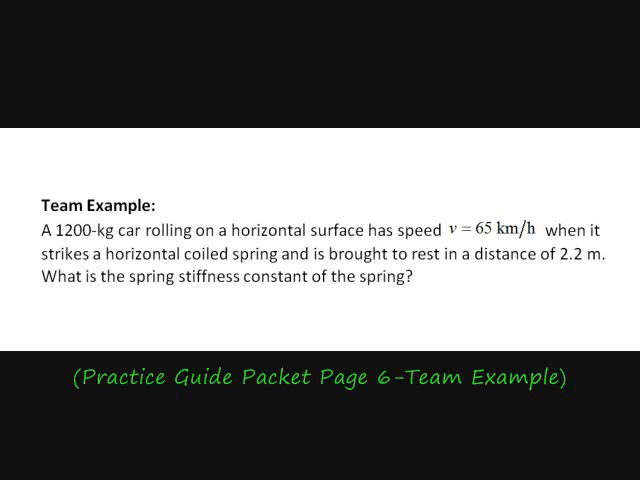 Team Example:
A 1200-kg car rolling on a horizontal surface has speed v = 65 km/h when it
strikes a horizontal coiled spring and is brought to rest in a distance of 2.2 m.
What is the spring stiffness constant of the spring?
(Practice Guide Packet Page 6-Team Example)